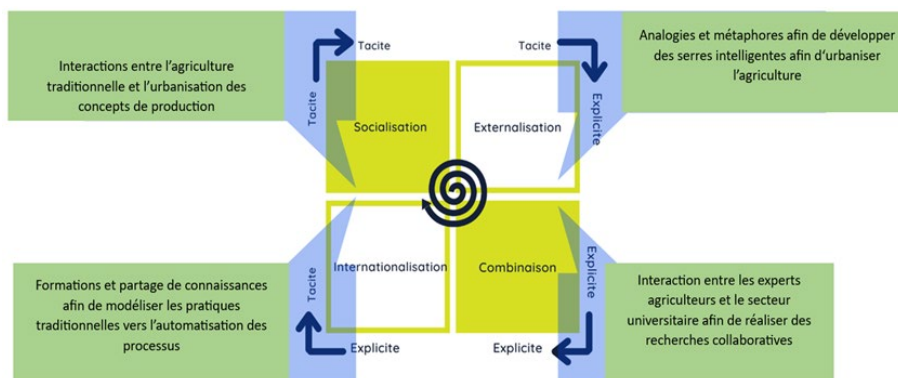 Interactions entre l'agriculture
traditionnelle et l'urbanisation des
concepts de production
Tacite
Tacite
Socialisation
Tacite
Explicite
Externalisation
Analogies et métaphores afin de développer
des serres intelligentes afin d'urbaniser
l'agriculture
Formations et partage de connaissances
afin de modéliser les pratiques
traditionnelles vers l'automatisation des
processus
Tacite
Explicite
Internationalisation
Combinaison
Explicite
Explicite
Interaction entre les experts
agriculteurs et le secteur
universitaire afin de réaliser des
recherches collaboratives